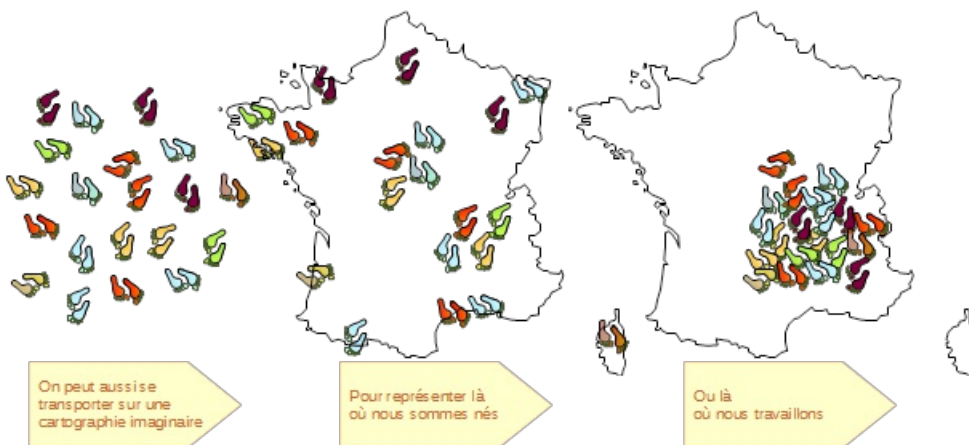 On peut aussi se
transporter sur une
cartographie imaginaire
Pour représenter là
où nous sommes nés
Ou là
où nous travaillons